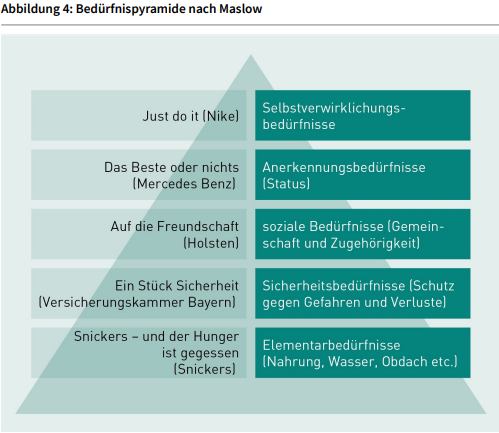 Abbildung 4: Bedürfnispyramide nach Maslow
Just do it (Nike)
Selbstverwirklichungs-
bedürfnisse
Das Beste oder nichts
(Mercedes Benz)
Anerkennungsbedürfnisse
(Status)
Auf die Freundschaft
(Holsten)
soziale Bedürfnisse (Gemein-
schaft und Zugehörigkeit)
Ein Stück Sicherheit
(Versicherungskammer Bayern)
Sicherheitsbedürfnisse (Schutz
gegen Gefahren und Verluste)
Snickers – und der Hunger
ist gegessen
(Snickers)
Elementarbedürfnisse
(Nahrung, Wasser, Obdach etc.)